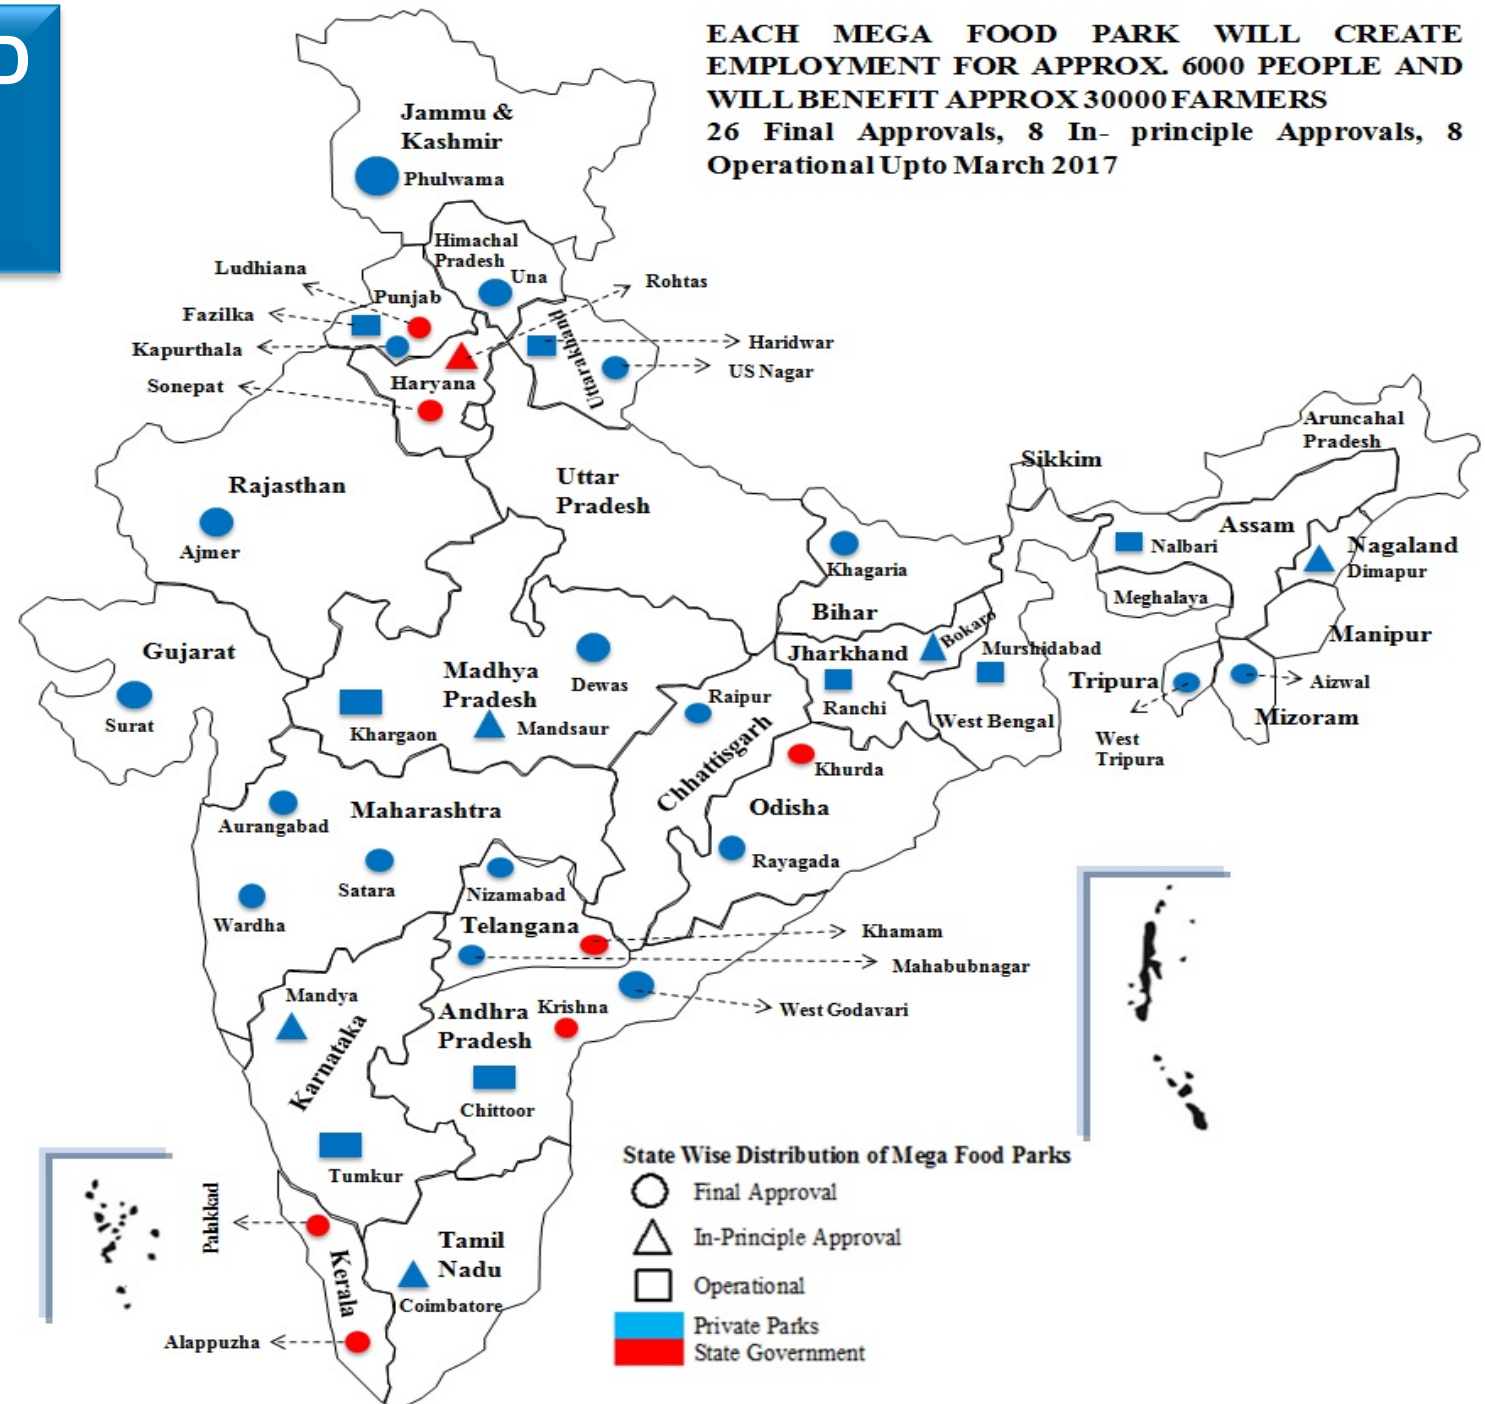 D
EACH MEGA FOOD PARK WILL CREATE
EMPLOYMENT FOR APPROX. 6000 PEOPLE AND
WILL BENEFIT APPROX 30000 FARMERS
26 Final Approvals, 8 In- principle Approvals, 8
Operational Upto March 2017
Jammu &
Kashmir
Phulwama
Himachal
Pradesh
Una
Ludhiana
Punjab
Rohtas
Fazilka
Kapurthala
Haridwar
US Nagar
Uttarakhand
Sonepat
Haryana
Aruncahal
Pradesh
Sikkim
Rajasthan
Uttar
Pradesh
Ajmer
Assam
Nalbari
Nagaland
Dimapur
Khagaria
Meghalaya
Bihar
Manipur
Gujarat
Surat
Madhya
Pradesh
Dewas
Khargaon
Mandsaur
Jharkhand
Bokaro
Ranchi
Murshidabad
West Bengal
Tripura
Aizwal
Mizoram
West
Tripura
Raipur
Chhattisgarh
Khurda
Odisha
Rayagada
Aurangabad
Maharashtra
Satara
Wardha
Nizamabad
Telangana
Khamam
Mahabubnagar
West Godavari
Mandya
Karnataka
Andhra
Pradesh
Krishna
Chittoor
Tumkur
Palakkad
Kerala
Tamil
Nadu
Coimbatore
Alappuzha
State Wise Distribution of Mega Food Parks
Final Approval
In-Principle Approval
Operational
Private Parks
State Government